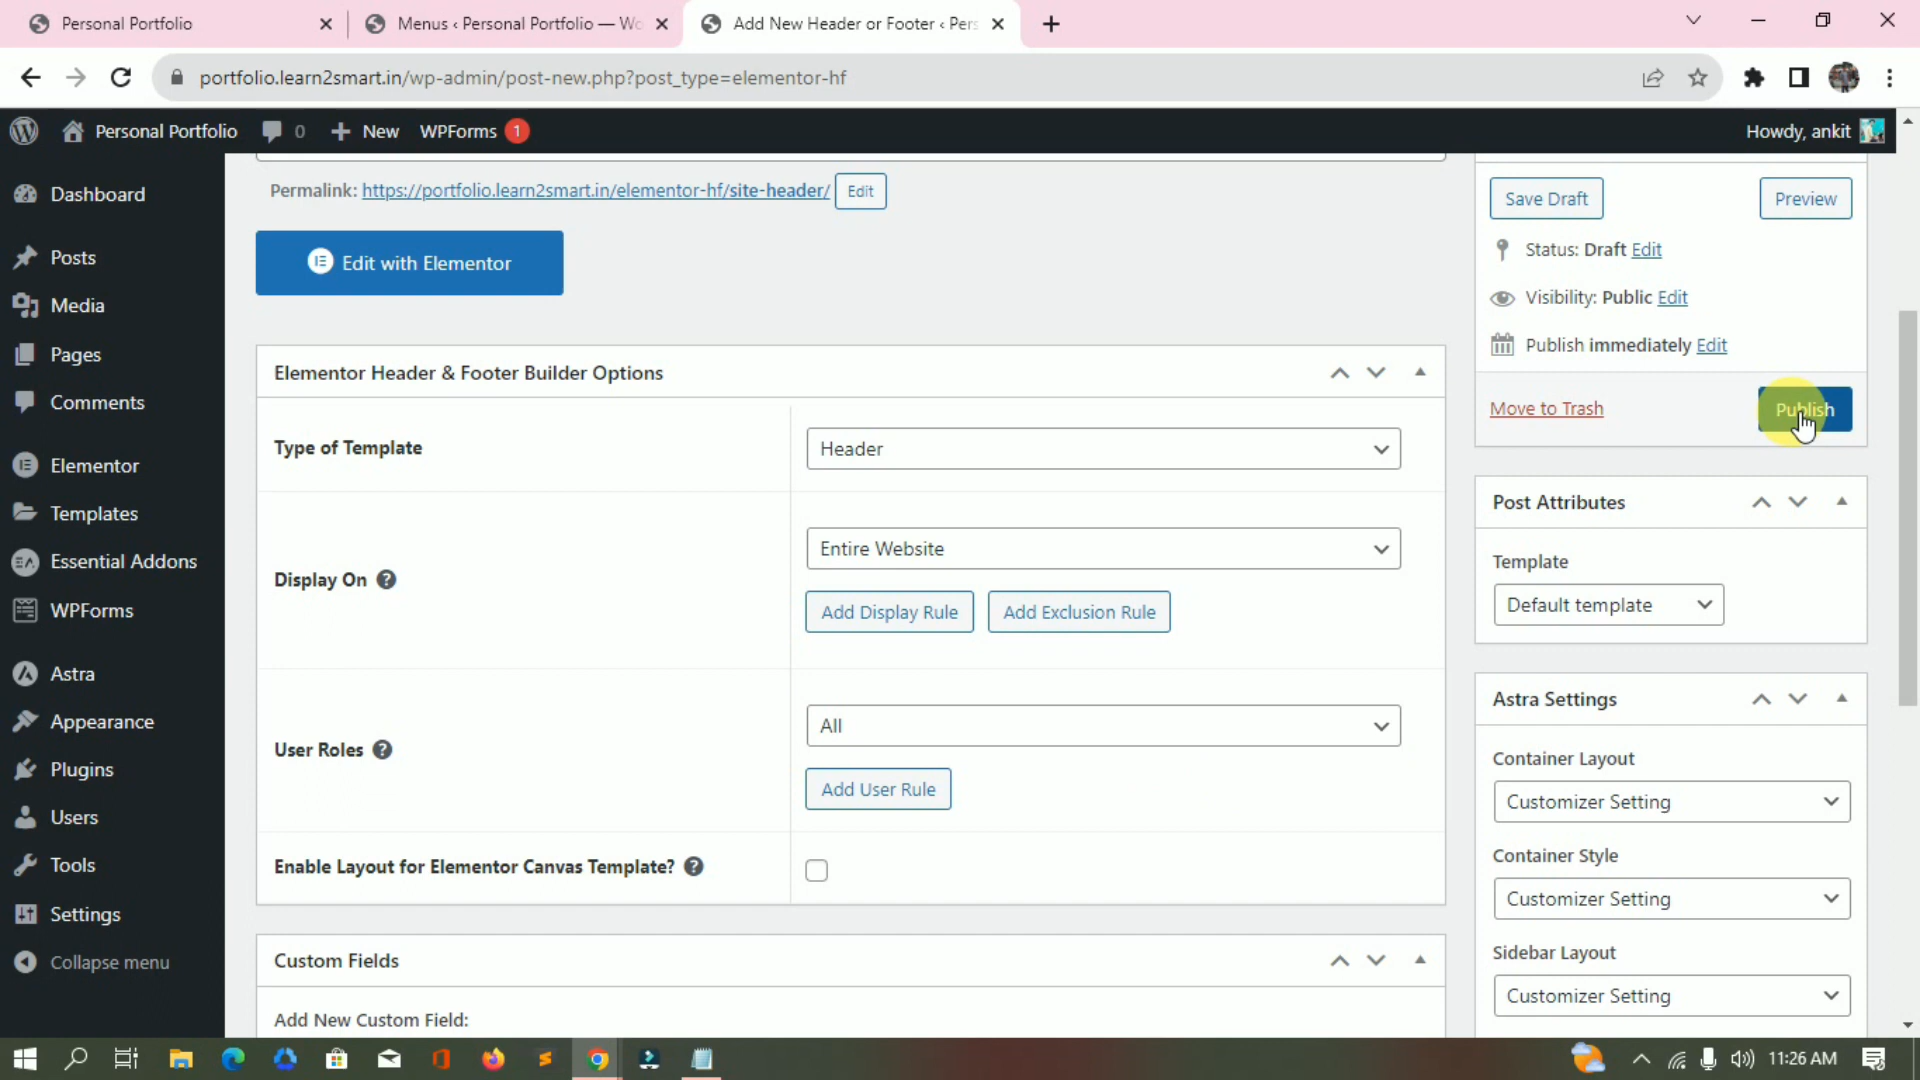 Personal Portfolio
Menus ‹ Personal Portfolio — Wo
Add New Header or Footer ‹ Pers
portfolio.learn2smart.in/wp-admin/post-new.php?post_type=elementor-hf
Personal Portfolio
0
New
WPForms 1
Howdy, ankit
Dashboard
Posts
Media
Pages
Comments
Elementor
Templates
Essential Addons
WPForms
Astra
Appearance
Plugins
Users
Tools
Settings
Collapse menu
Permalink: https://portfolio.learn2smart.in/elementor-hf/site-header/ Edit
Edit with Elementor
Elementor Header & Footer Builder Options
Type of Template
Header
Display On ?
Entire Website
Add Display Rule
Add Exclusion Rule
User Roles ?
All
Add User Rule
Enable Layout for Elementor Canvas Template? ?
Custom Fields
Add New Custom Field:
Save Draft
Preview
Status: Draft Edit
Visibility: Public Edit
Publish immediately Edit
Move to Trash
Publish
Post Attributes
Template
Default template
Astra Settings
Container Layout
Customizer Setting
Container Style
Customizer Setting
Sidebar Layout
Customizer Setting
11:26 AM